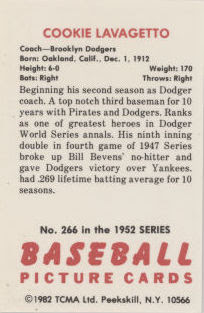 COOKIE LAVAGETTO
Coach—Brooklyn Dodgers
Born: Oakland, Calif., Dec. 1, 1912
Height: 6-0 Weight: 170
Bats: Right Throws: Right
Beginning his second season as Dodger
coach. A top notch third baseman for 10
years with Pirates and Dodgers. Ranks
as one of greatest heroes in Dodger
World Series annals. His ninth inning
double in fourth game of 1947 Series
broke up Bill Bevens' no-hitter and
gave Dodgers victory over Yankees.
had .269 lifetime batting average for 10
seasons.
No. 266 in the 1952 SERIES
BASEBALL
PICTURE CARDS
©1982 TCMA Ltd. Peekskill, N.Y. 10566